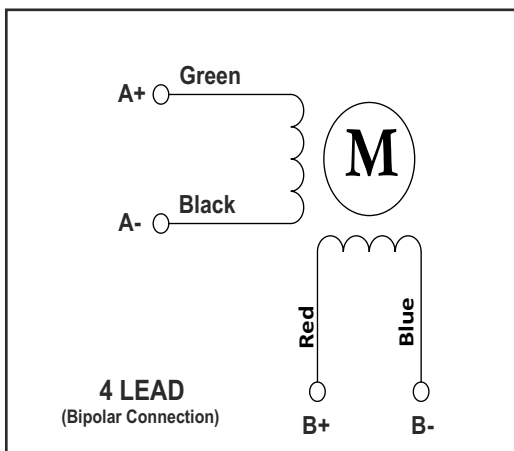 A+ Green
M
A- Black
Red
Blue
4 LEAD
(Bipolar Connection)
B+ B-